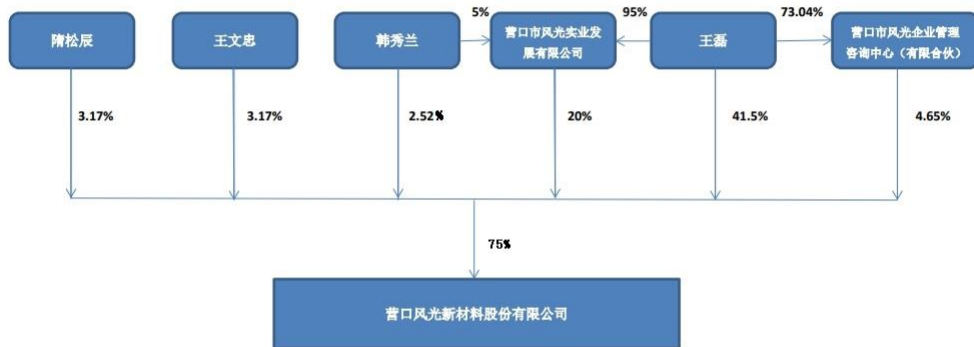 5%
95%
73.04%
隋松辰
王文忠
韩秀兰
营口市风光实业发
展有限公司
王磊
营口市风光企业管理
咨询中心（有限合伙）
3.17%
3.17%
2.52%
20%
41.5%
4.65%
75%
营口风光新材料股份有限公司